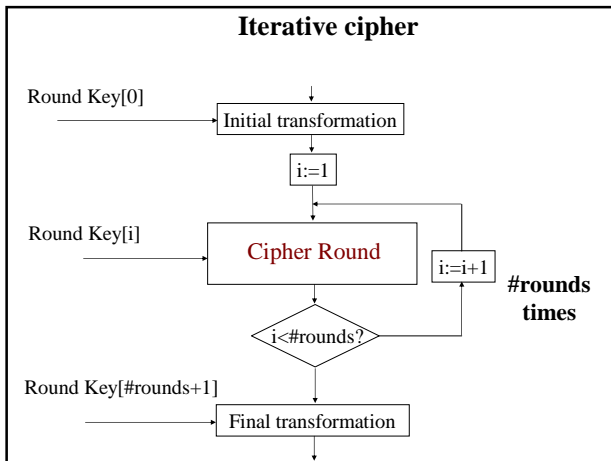 Iterative cipher
Round Key[0]
Initial transformation
i:=1
Round Key[i]
Cipher Round
i:=i+1
#rounds
times
i<#rounds?
Round Key[#rounds+1]
Final transformation